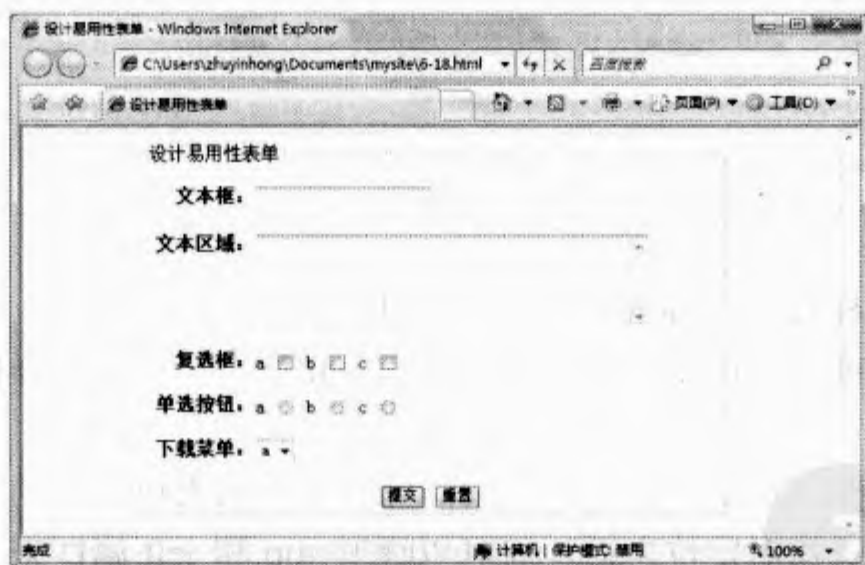 设计易用性表单 - Windows Internet Explorer
C:\Users\zhuyinhong\Documents\mysite\6-18.html 百度搜索
设计易用性表单 页面(P) 工具(O)
设计易用性表单
文本框：
文本区域：
复选框： a b c
单选按钮： a b c
下载菜单： a
提交 重置
完成 计算机 | 保护模式: 禁用 100%